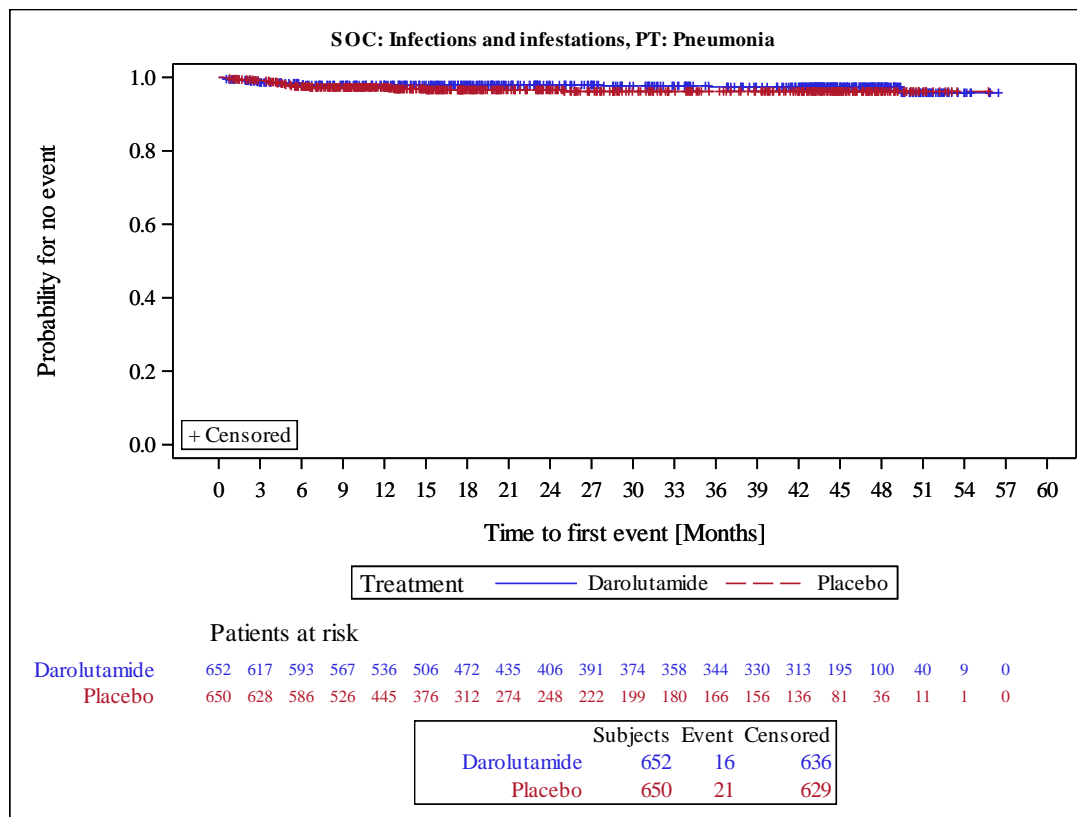 SOC: Infections and infestations, PT: Pneumonia
Probability for no event
1.0
0.8
0.6
0.4
0.2
0.0
+ Censored
0 3 6 9 12 15 18 21 24 27 30 33 36 39 42 45 48 51 54 57 60
Time to first event [Months]
Treatment Darolutamide Placebo
Patients at risk
Darolutamide 652 617 593 567 536 506 472 435 406 391 374 358 344 330 313 195 100 40 9 0
Placebo 650 628 586 526 445 376 312 274 248 222 199 180 166 156 136 81 36 11 1 0
Subjects Event Censored
Darolutamide 652 16 636
Placebo 650 21 629